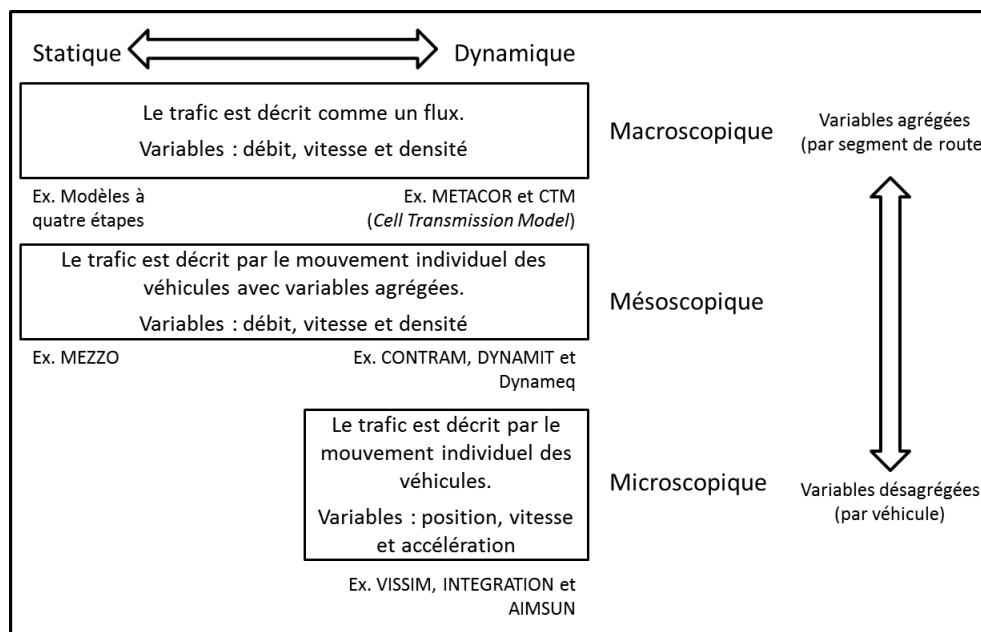 Statique
Dynamique
Le trafic est décrit comme un flux.
Variables : débit, vitesse et densité
Macroscopique
Variables agrégées
(par segment de route
Ex. Modèles à
quatre étapes
Ex. METACOR et CTM
(Cell Transmission Model)
Le trafic est décrit par le mouvement individuel des
véhicules avec variables agrégées.
Variables : débit, vitesse et densité
Mésoscopique
Ex. MEZZO
Ex. CONTRAM, DYNAMIT et
Dynameq
Le trafic est décrit par le
mouvement individuel des
véhicules.
Variables : position, vitesse
et accélération
Microscopique
Variables désagrégées
(par véhicule)
Ex. VISSIM, INTEGRATION et
AIMSUN